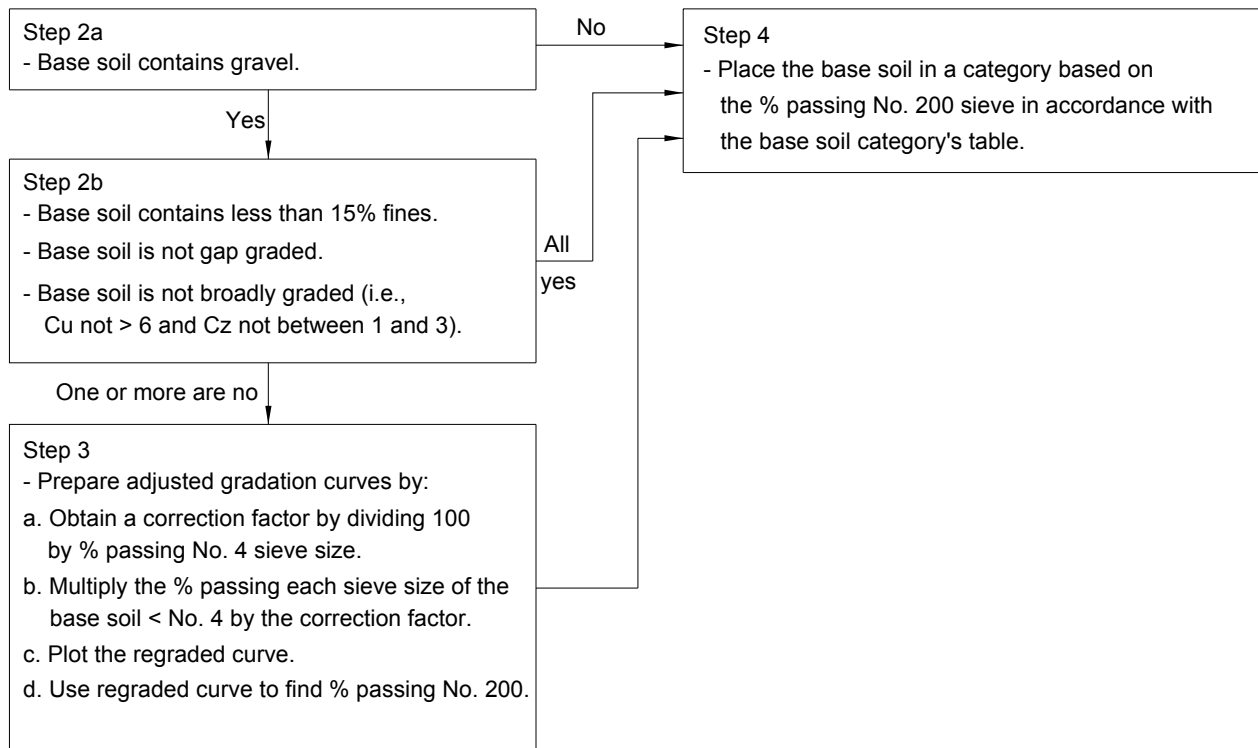 Step 2a
- Base soil contains gravel.
No
Step 4
- Place the base soil in a category based on
the % passing No. 200 sieve in accordance with
the base soil category's table.
Yes
Step 2b
- Base soil contains less than 15% fines.
- Base soil is not gap graded.
- Base soil is not broadly graded (i.e.,
Cu not > 6 and Cz not between 1 and 3).
All
yes
One or more are no
Step 3
- Prepare adjusted gradation curves by:
a. Obtain a correction factor by dividing 100
by % passing No. 4 sieve size.
b. Multiply the % passing each sieve size of the
base soil < No. 4 by the correction factor.
c. Plot the regraded curve.
d. Use regraded curve to find % passing No. 200.